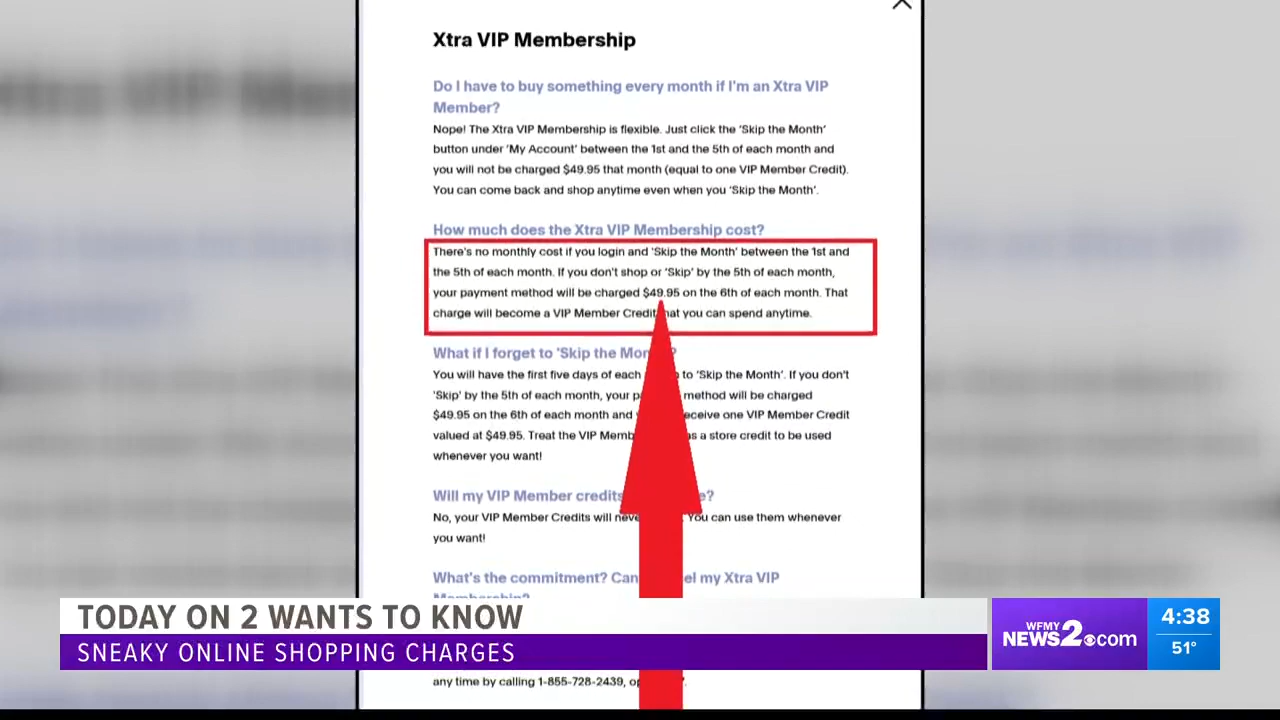 Xtra VIP Membership
Do I have to buy something every month if I'm an Xtra VIP
Member?
Nope! The Xtra VIP Membership is flexible. Just click the 'Skip the Month'
button under 'My Account' between the 1st and the 5th of each month and
you will not be charged $49.95 that month (equal to one VIP Member Credit).
You can come back and shop anytime even when you 'Skip the Month'.
How much does the Xtra VIP Membership cost?
There's no monthly cost if you login and 'Skip the Month' between the 1st and
the 5th of each month. If you don't shop or 'Skip' by the 5th of each month,
your payment method will be charged $49.95 on the 6th of each month. That
charge will become a VIP Member Credit that you can spend anytime.
What if I forget to 'Skip the Month'?
You will have the first five days of each to 'Skip the Month'. If you don't
'Skip' by the 5th of each month, your method will be charged
$49.95 on the 6th of each month and receive one VIP Member Credit
valued at $49.95. Treat the VIP as a store credit to be used
whenever you want!
Will my VIP Member credits
No, your VIP Member Credits will never You can use them whenever
you want!
What's the commitment? Can my Xtra VIP
Membership?
TODAY ON 2 WANTS TO KNOW
SNEAKY ONLINE SHOPPING CHARGES
WFMY
NEWS 2 com
4:38
51°
any time by calling 1-855-728-2439,